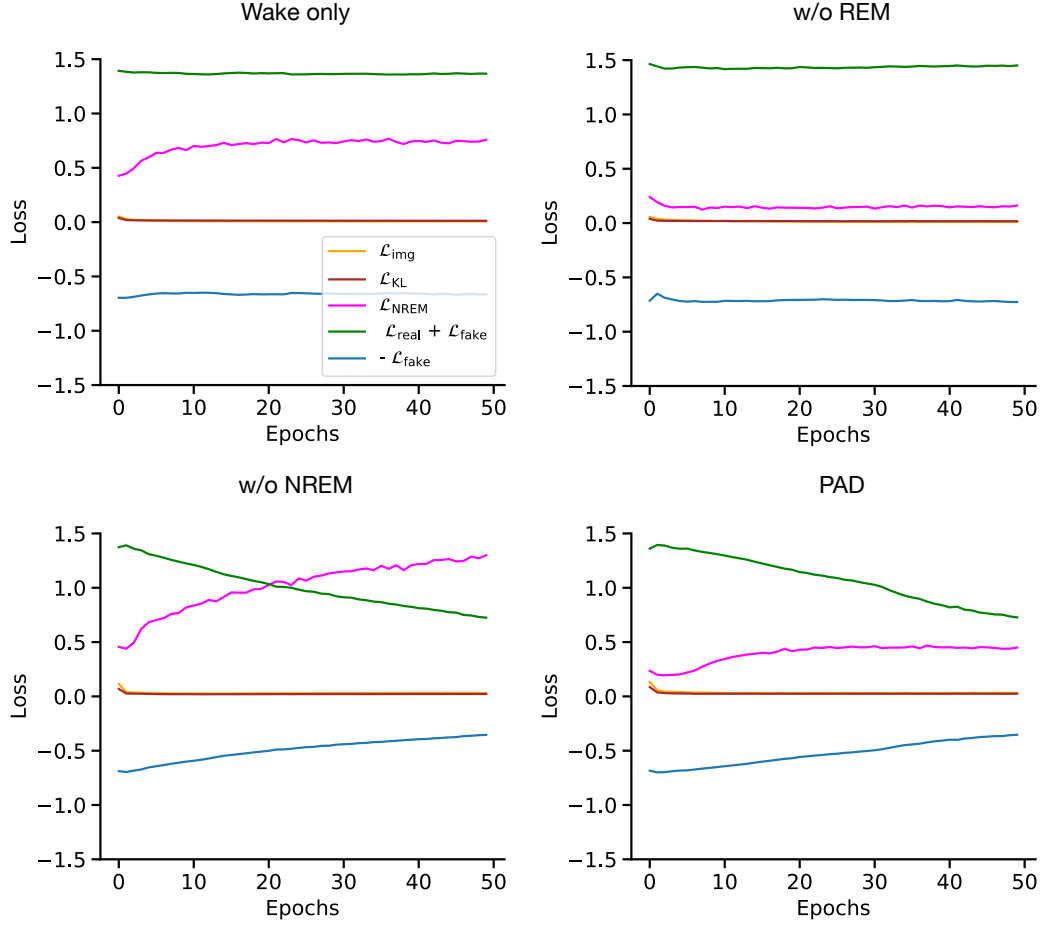 Wake only
1.5
1.0
0.5
0.0
−0.5
−1.0
−1.5
Loss
0 10 20 30 40 50
Epochs
ℒimg
ℒKL
ℒNREM
ℒreal + ℒfake
- ℒfake
w/o REM
1.5
1.0
0.5
0.0
−0.5
−1.0
−1.5
Loss
0 10 20 30 40 50
Epochs
w/o NREM
1.5
1.0
0.5
0.0
−0.5
−1.0
−1.5
Loss
0 10 20 30 40 50
Epochs
PAD
1.5
1.0
0.5
0.0
−0.5
−1.0
−1.5
Loss
0 10 20 30 40 50
Epochs